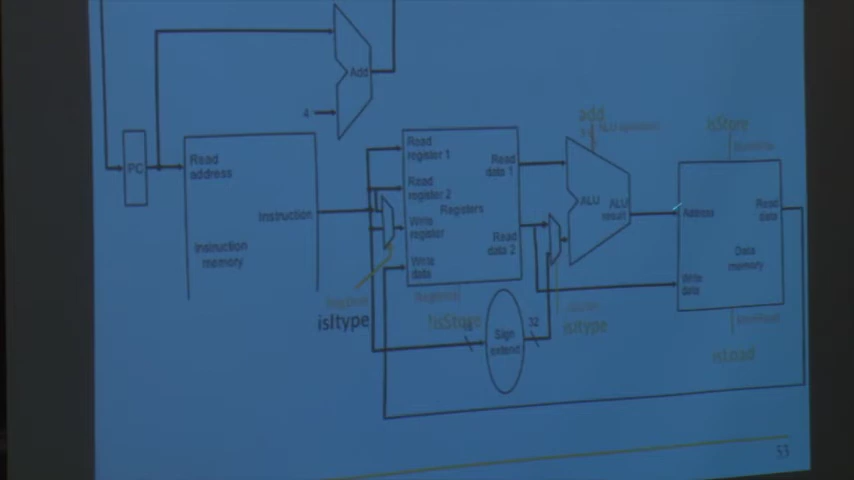 Add
4
PC
Read
address
Instruction
Instruction
memory
Read
register 1
Read
register 2
Registers
Write
register
Write
data
Read
data 1
Read
data 2
add
ALU
ALU
result
isStore
Address
Read
data
Data
memory
Write
data
isItype
!isStore
16
Sign
extend
32
isItype
isLoad
53